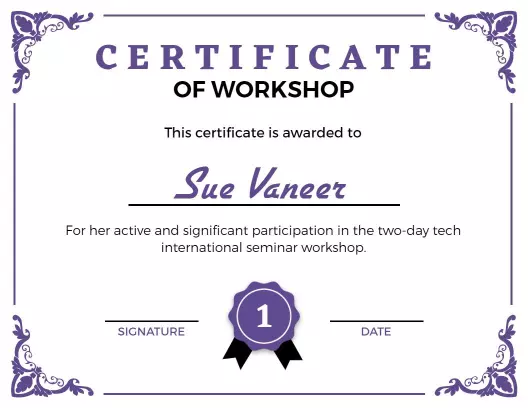 CERTIFICATE
OF WORKSHOP
This certificate is awarded to
Sue Vaneer
For her active and significant participation in the two-day tech
international seminar workshop.
1
SIGNATURE
DATE